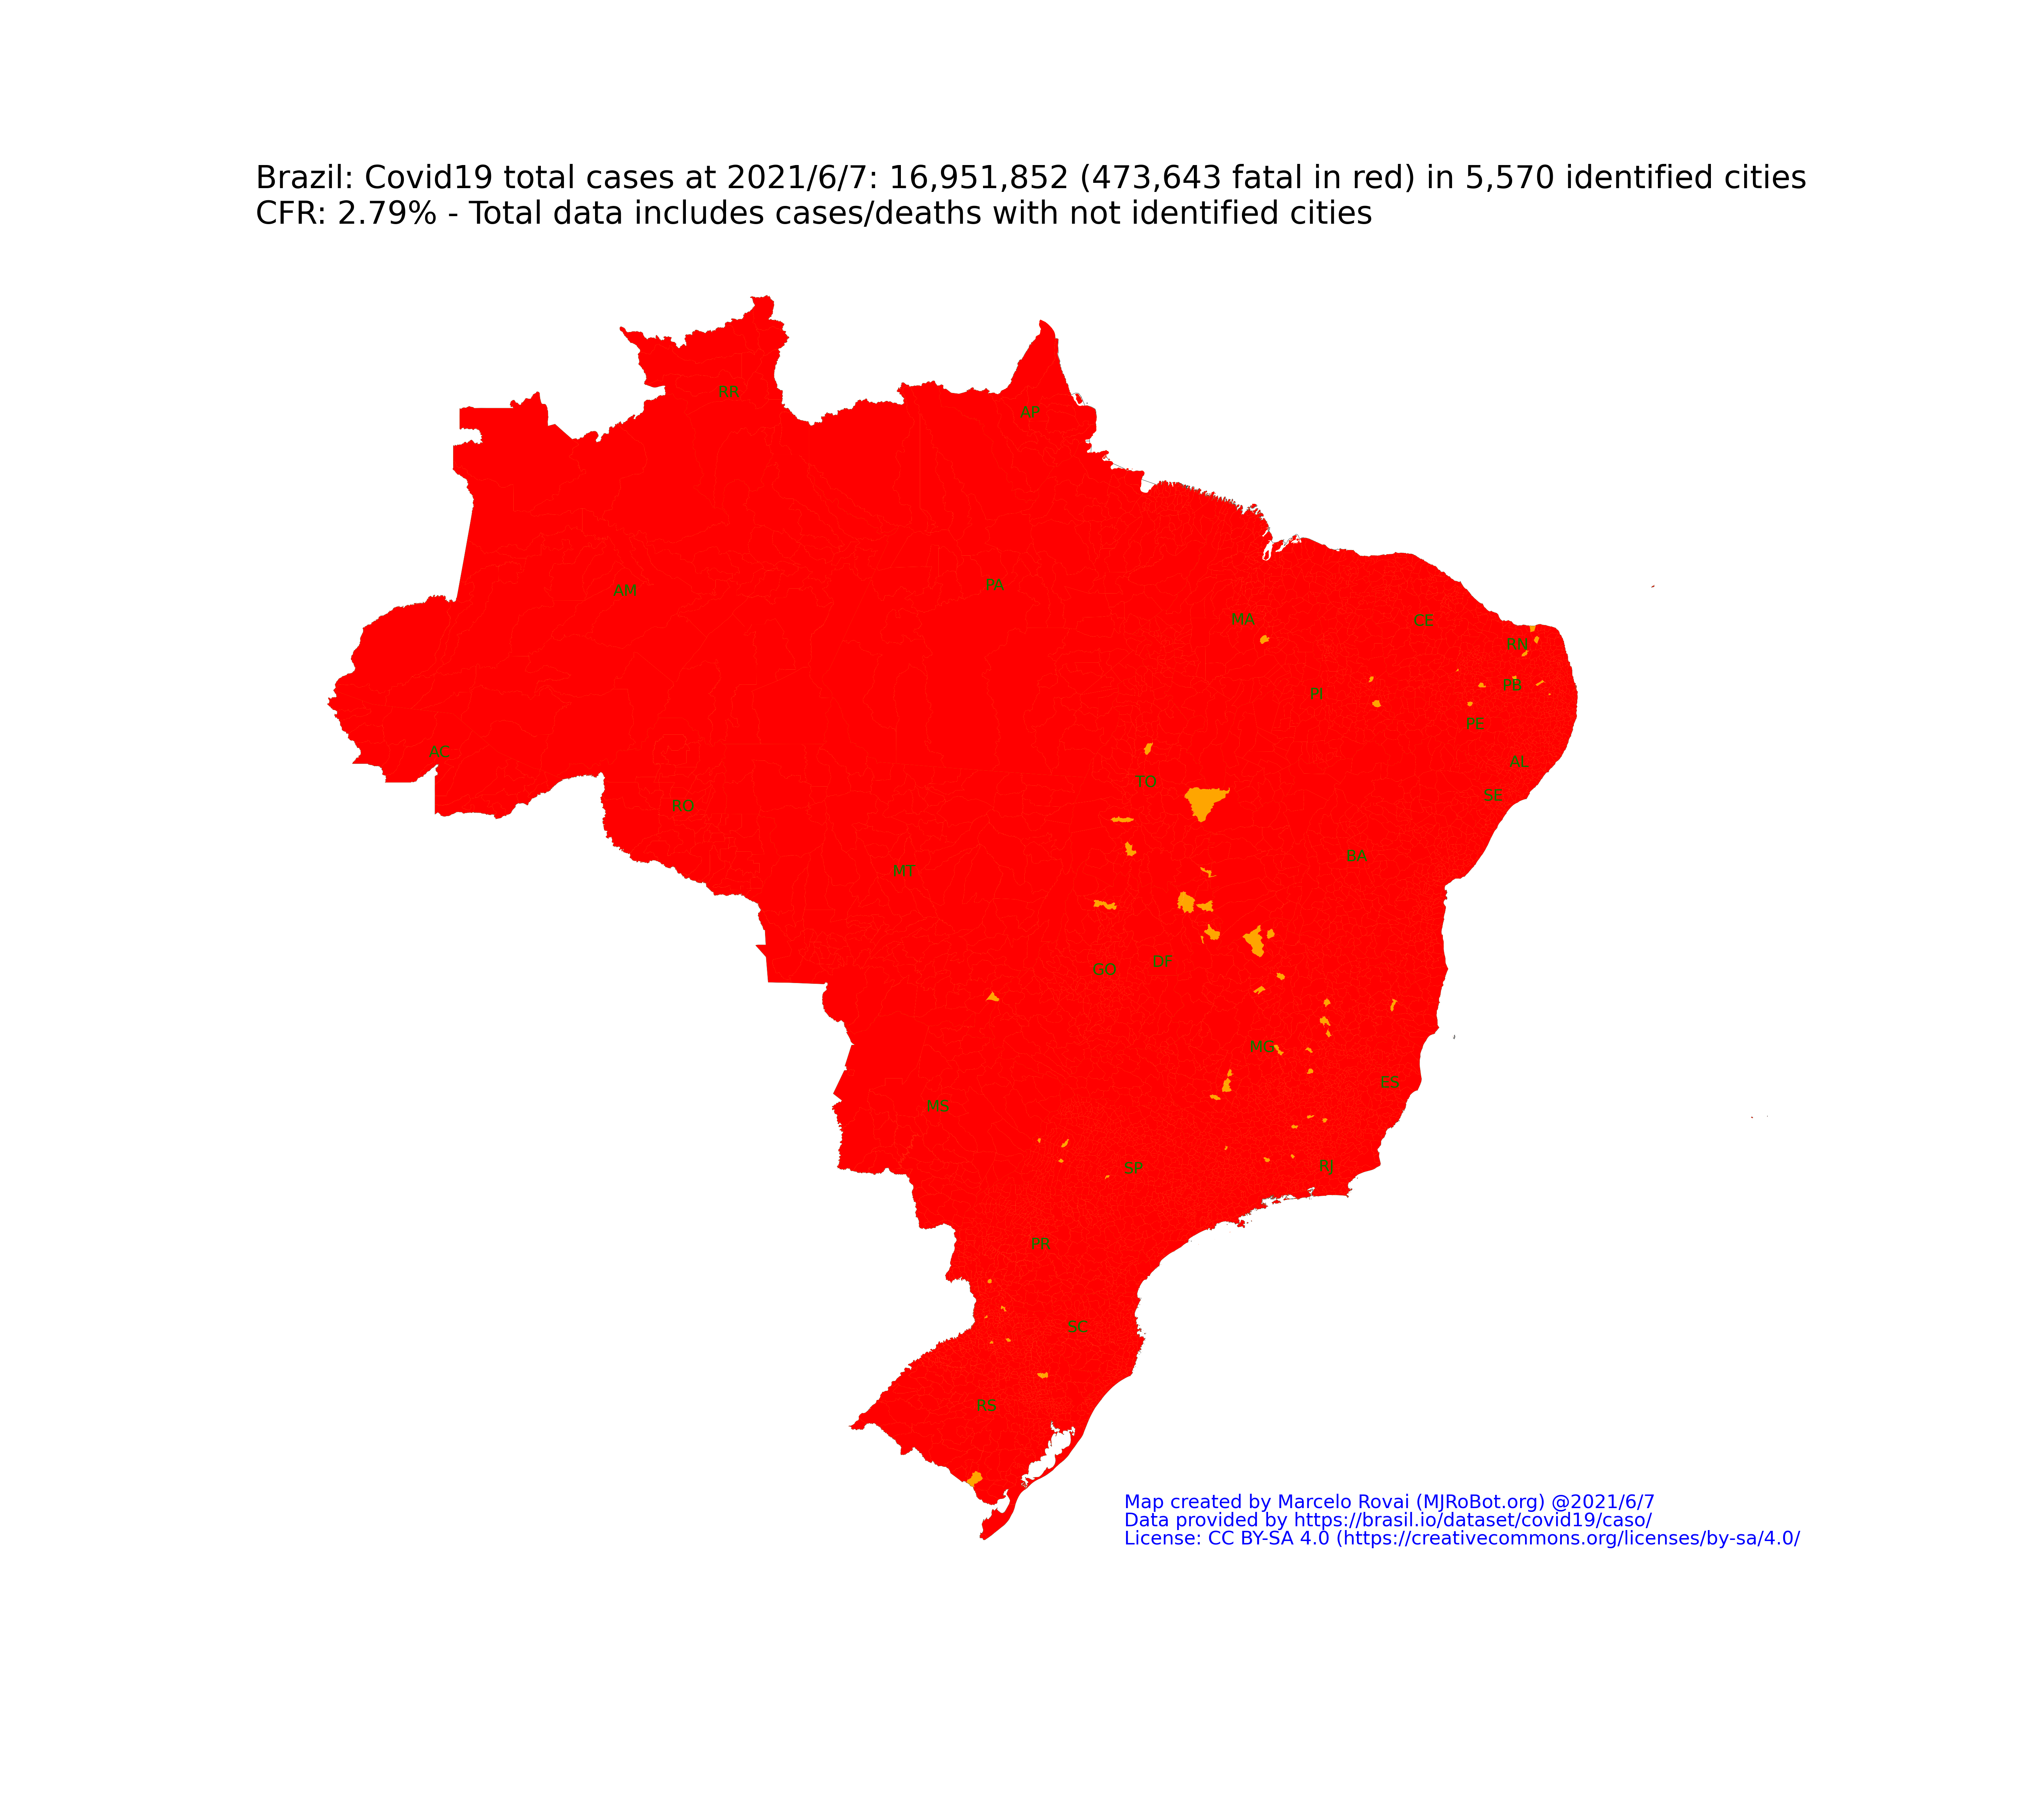 Brazil: Covid19 total cases at 2021/6/7: 16,951,852 (473,643 fatal in red) in 5,570 identified cities
CFR: 2.79% - Total data includes cases/deaths with not identified cities
RR
AP
AM
PA
MA
CE
RN
PI
PB
PE
AC
AL
TO
SE
RO
BA
MT
DF
GO
MG
ES
MS
RJ
SP
PR
SC
RS
Map created by Marcelo Rovai (MJRoBot.org) @2021/6/7
Data provided by https://brasil.io/dataset/covid19/caso/
License: CC BY-SA 4.0 (https://creativecommons.org/licenses/by-sa/4.0/